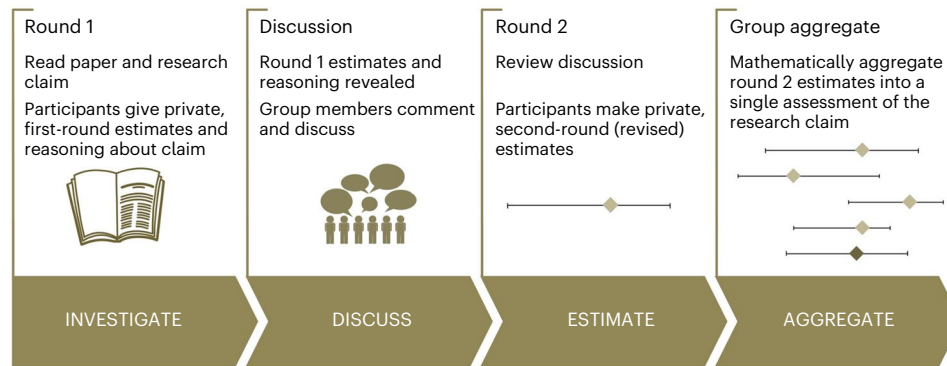 Round 1
Read paper and research
claim
Participants give private,
first-round estimates and
reasoning about claim
INVESTIGATE
Discussion
Round 1 estimates and
reasoning revealed
Group members comment
and discuss
DISCUSS
Round 2
Review discussion
Participants make private,
second-round (revised)
estimates
ESTIMATE
Group aggregate
Mathematically aggregate
round 2 estimates into a
single assessment of the
research claim
AGGREGATE